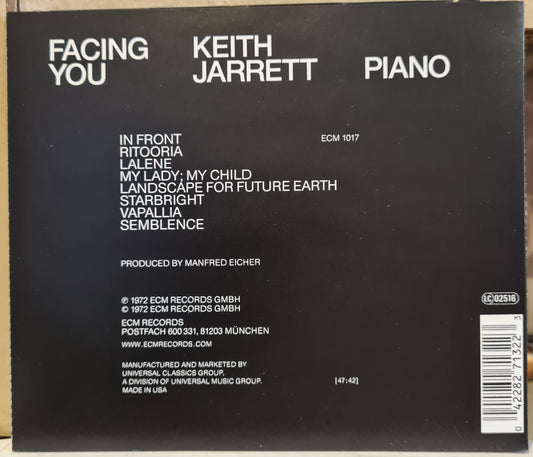 FACING KEITH
YOU JARRETT PIANO
IN FRONT ECM 1017
RITOORIA
LALENE
MY LADY; MY CHILD
LANDSCAPE FOR FUTURE EARTH
STARBRIGHT
VAPALLIA
SEMBLENCE
PRODUCED BY MANFRED EICHER
℗ 1972 ECM RECORDS GMBH
© 1972 ECM RECORDS GMBH
ECM RECORDS
POSTFACH 600 331, 81203 MÜNCHEN
WWW.ECMRECORDS.COM
MANUFACTURED AND MARKETED BY
UNIVERSAL CLASSICS GROUP,
A DIVISION OF UNIVERSAL MUSIC GROUP.
MADE IN USA [47:42]
LC 02516
0 42282 71322 3